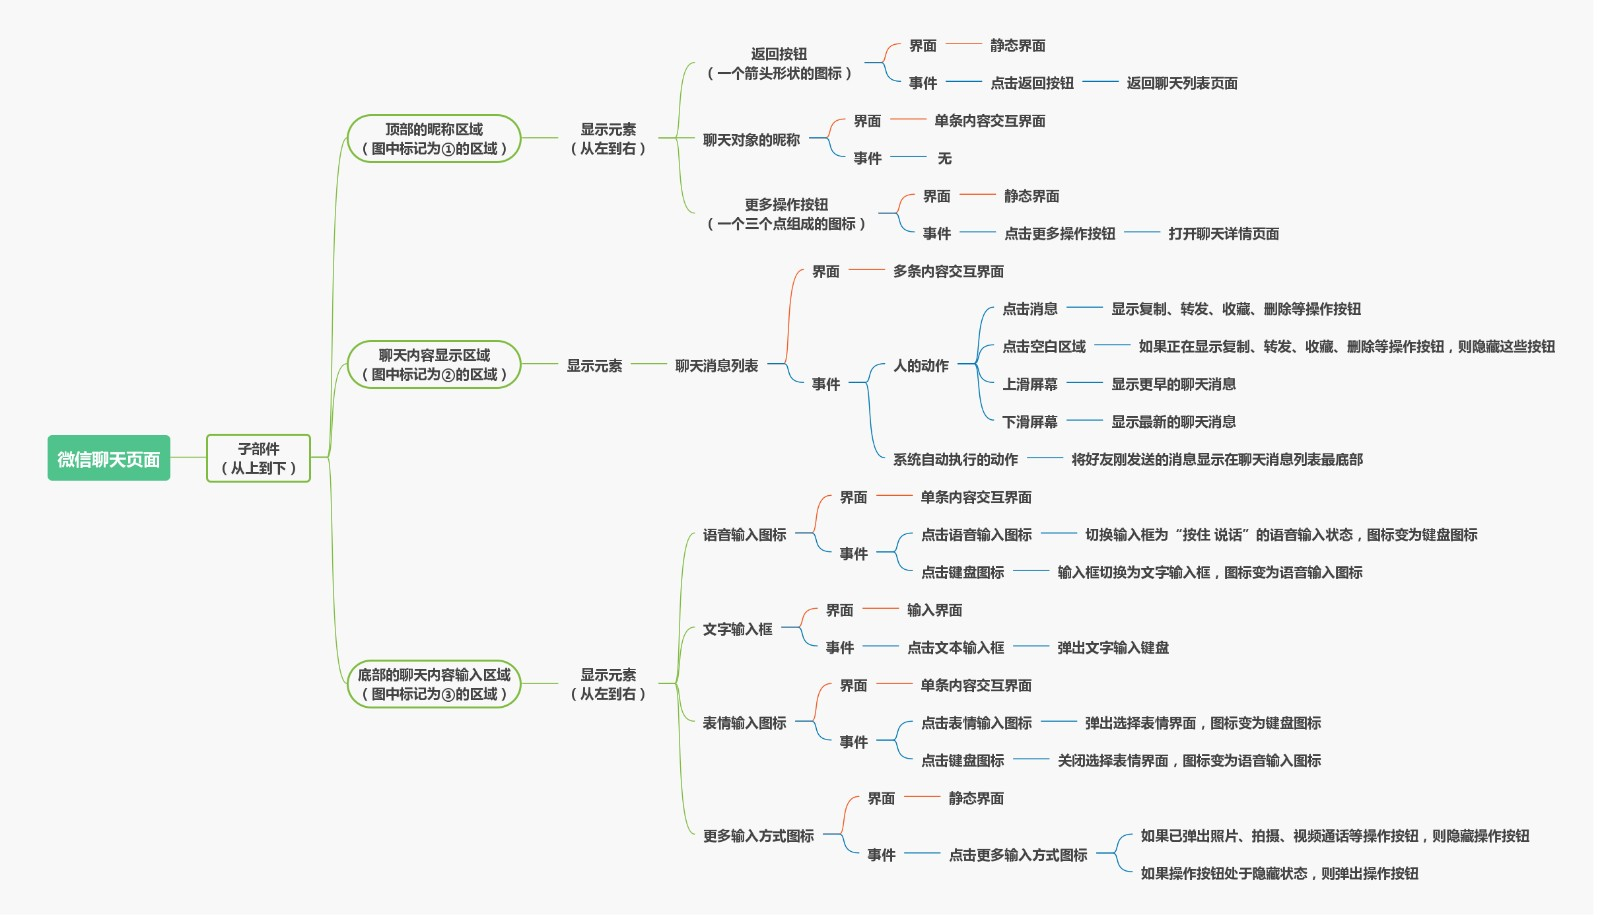 微信聊天页面
子部件
（从上到下）
顶部的昵称区域
（图中标记为①的区域）
显示元素
（从左到右）
返回按钮
（一个箭头形状的图标）
界面
静态界面
事件
点击返回按钮
返回聊天列表页面
聊天对象的昵称
界面
单条内容交互界面
事件
无
更多操作按钮
（一个三个点组成的图标）
界面
静态界面
事件
点击更多操作按钮
打开聊天详情页面
聊天内容显示区域
（图中标记为②的区域）
显示元素
聊天消息列表
界面
多条内容交互界面
事件
人的动作
点击消息
显示复制、转发、收藏、删除等操作按钮
点击空白区域
如果正在显示复制、转发、收藏、删除等操作按钮，则隐藏这些按钮
上滑屏幕
显示更早的聊天消息
下滑屏幕
显示最新的聊天消息
系统自动执行的动作
将好友刚发送的消息显示在聊天消息列表最底部
底部的聊天内容输入区域
（图中标记为③的区域）
显示元素
（从左到右）
语音输入图标
界面
单条内容交互界面
事件
点击语音输入图标
切换输入框为“按住 说话”的语音输入状态，图标变为键盘图标
点击键盘图标
输入框切换为文字输入框，图标变为语音输入图标
文字输入框
界面
输入界面
事件
点击文本输入框
弹出文字输入键盘
表情输入图标
界面
单条内容交互界面
事件
点击表情输入图标
弹出选择表情界面，图标变为键盘图标
点击键盘图标
关闭选择表情界面，图标变为语音输入图标
更多输入方式图标
界面
静态界面
事件
点击更多输入方式图标
如果已弹出照片、拍摄、视频通话等操作按钮，则隐藏操作按钮
如果操作按钮处于隐藏状态，则弹出操作按钮